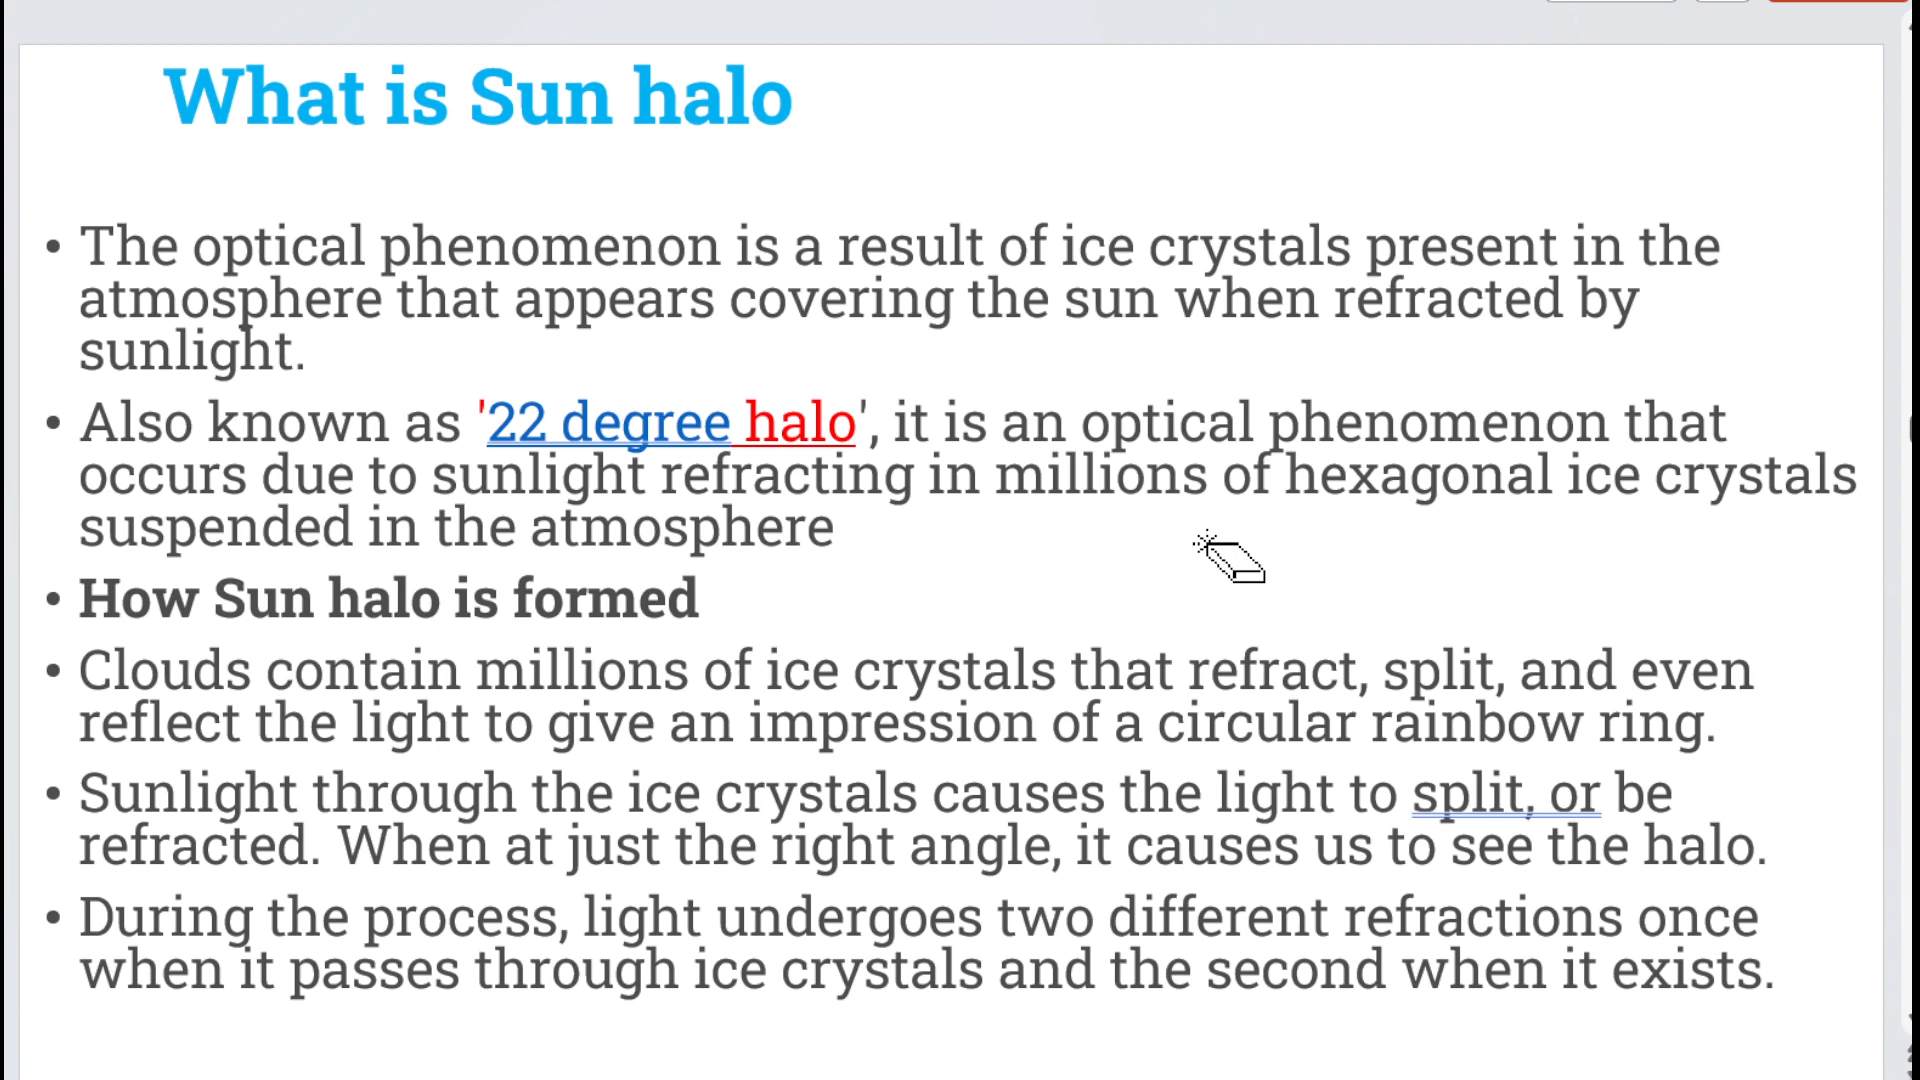 What is Sun halo
• The optical phenomenon is a result of ice crystals present in the
atmosphere that appears covering the sun when refracted by
sunlight.
• Also known as '22 degree halo', it is an optical phenomenon that
occurs due to sunlight refracting in millions of hexagonal ice crystals
suspended in the atmosphere
• How Sun halo is formed
• Clouds contain millions of ice crystals that refract, split, and even
reflect the light to give an impression of a circular rainbow ring.
• Sunlight through the ice crystals causes the light to split, or be
refracted. When at just the right angle, it causes us to see the halo.
• During the process, light undergoes two different refractions once
when it passes through ice crystals and the second when it exists.